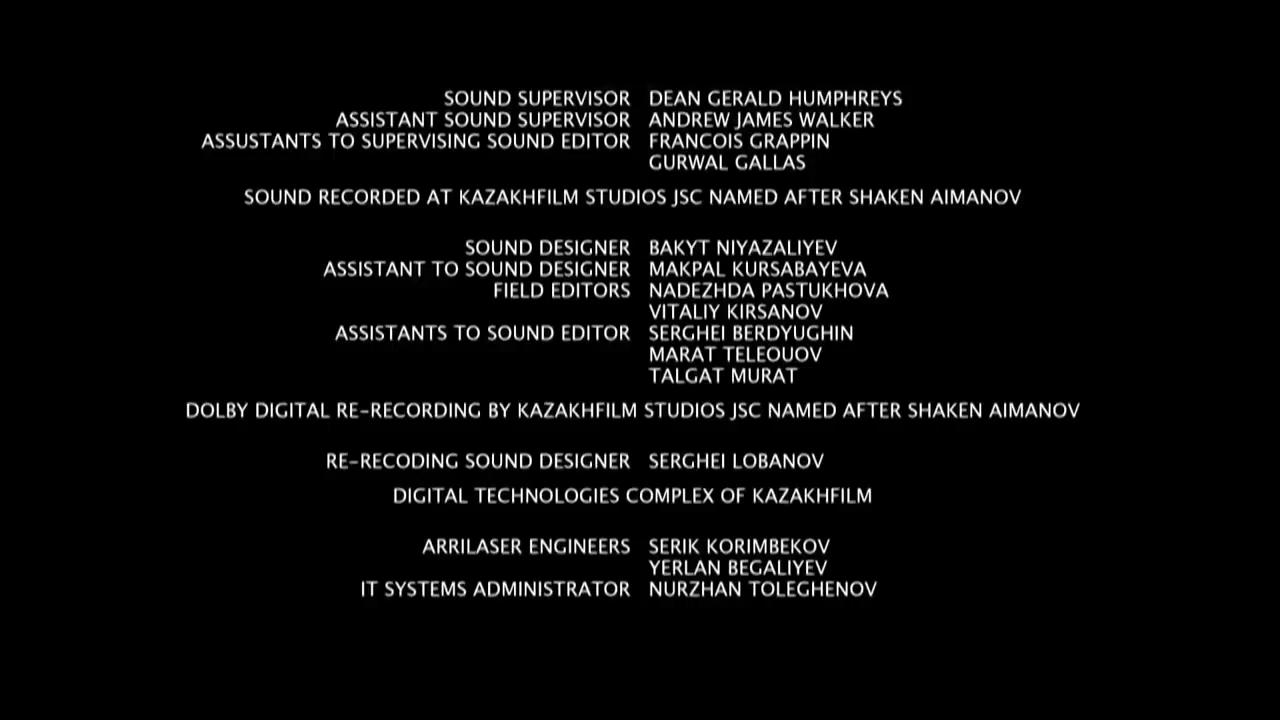 SOUND SUPERVISOR DEAN GERALD HUMPHREYS
ASSISTANT SOUND SUPERVISOR ANDREW JAMES WALKER
ASSUSTANTS TO SUPERVISING SOUND EDITOR FRANCOIS GRAPPIN
GURWAL GALLAS
SOUND RECORDED AT KAZAKHFILM STUDIOS JSC NAMED AFTER SHAKEN AIMANOV
SOUND DESIGNER BAKYT NIYAZALIYEV
ASSISTANT TO SOUND DESIGNER MAKPAL KURSABAYEVA
FIELD EDITORS NADEZHDA PASTUKHOVA
VITALIY KIRSANOV
ASSISTANTS TO SOUND EDITOR SERGHEI BERDYUGHIN
MARAT TELEOUOV
TALGAT MURAT
DOLBY DIGITAL RE-RECORDING BY KAZAKHFILM STUDIOS JSC NAMED AFTER SHAKEN AIMANOV
RE-RECODING SOUND DESIGNER SERGHEI LOBANOV
DIGITAL TECHNOLOGIES COMPLEX OF KAZAKHFILM
ARRILASER ENGINEERS SERIK KORIMBEKOV
YERLAN BEGALIYEV
IT SYSTEMS ADMINISTRATOR NURZHAN TOLEGHENOV